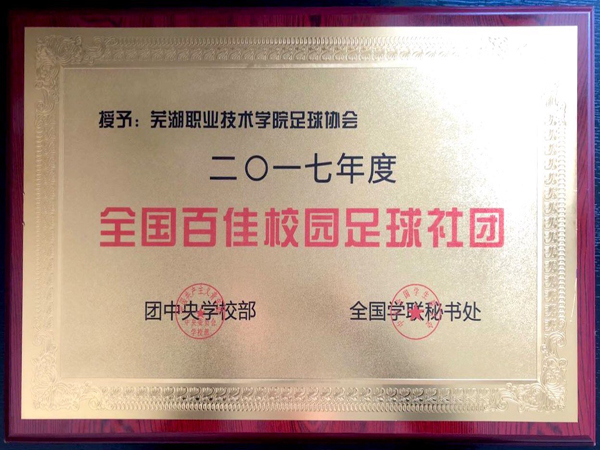 授予：芜湖职业技术学院足球协会
二〇一七年度
全国百佳校园足球社团
团中央学校部 全国学联秘书处